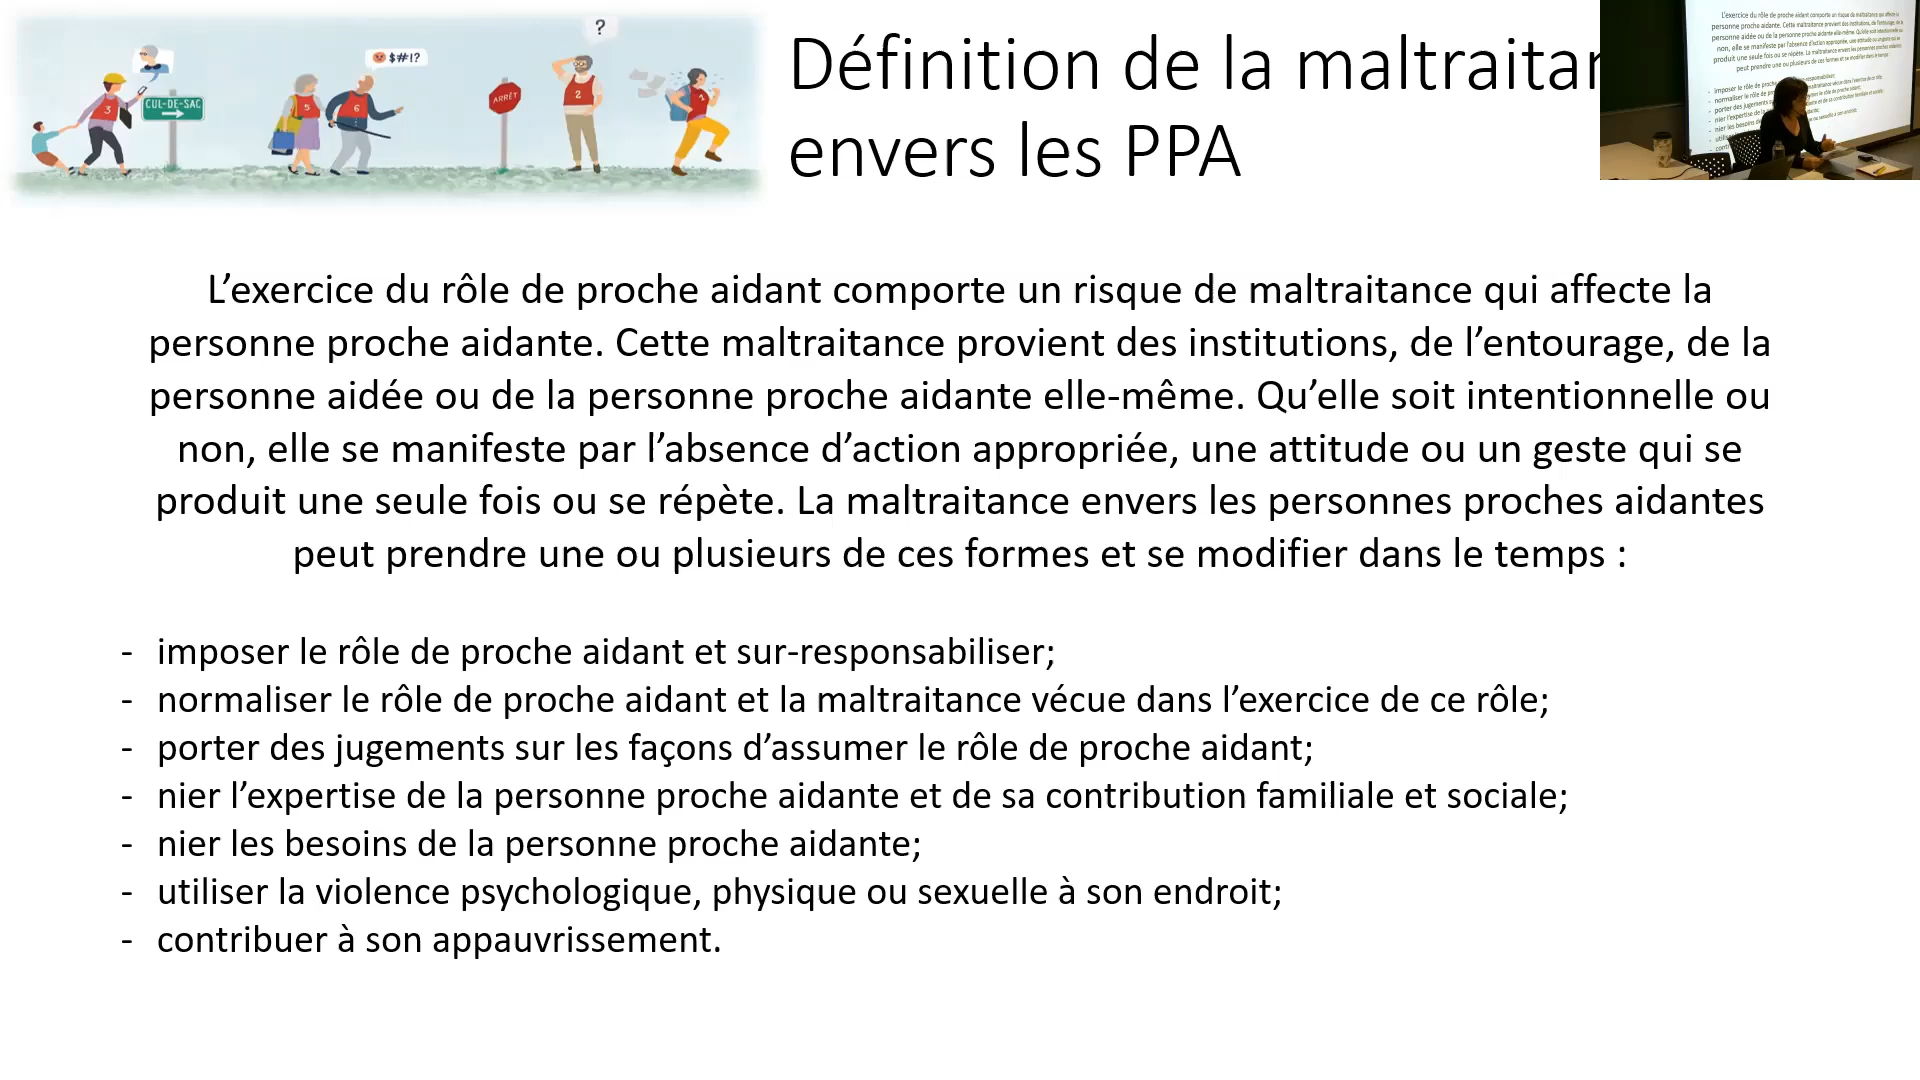 Définition de la maltraita
envers les PPA
?
$#!?
CUL-DE-SAC
ARRÊT
3
5
6
2
1
L’exercice du rôle de proche aidant comporte un risque de maltraitance qui affecte la
personne proche aidante. Cette maltraitance provient des institutions, de l’entourage, de la
personne aidée ou de la personne proche aidante elle-même. Qu’elle soit intentionnelle ou
non, elle se manifeste par l’absence d’action appropriée, une attitude ou un geste qui se
produit une seule fois ou se répète. La maltraitance envers les personnes proches aidantes
peut prendre une ou plusieurs de ces formes et se modifier dans le temps :
- imposer le rôle de proche aidant et sur-responsabiliser;
- normaliser le rôle de proche aidant et la maltraitance vécue dans l’exercice de ce rôle;
- porter des jugements sur les façons d’assumer le rôle de proche aidant;
- nier l’expertise de la personne proche aidante et de sa contribution familiale et sociale;
- nier les besoins de la personne proche aidante;
- utiliser la violence psychologique, physique ou sexuelle à son endroit;
- contribuer à son appauvrissement.